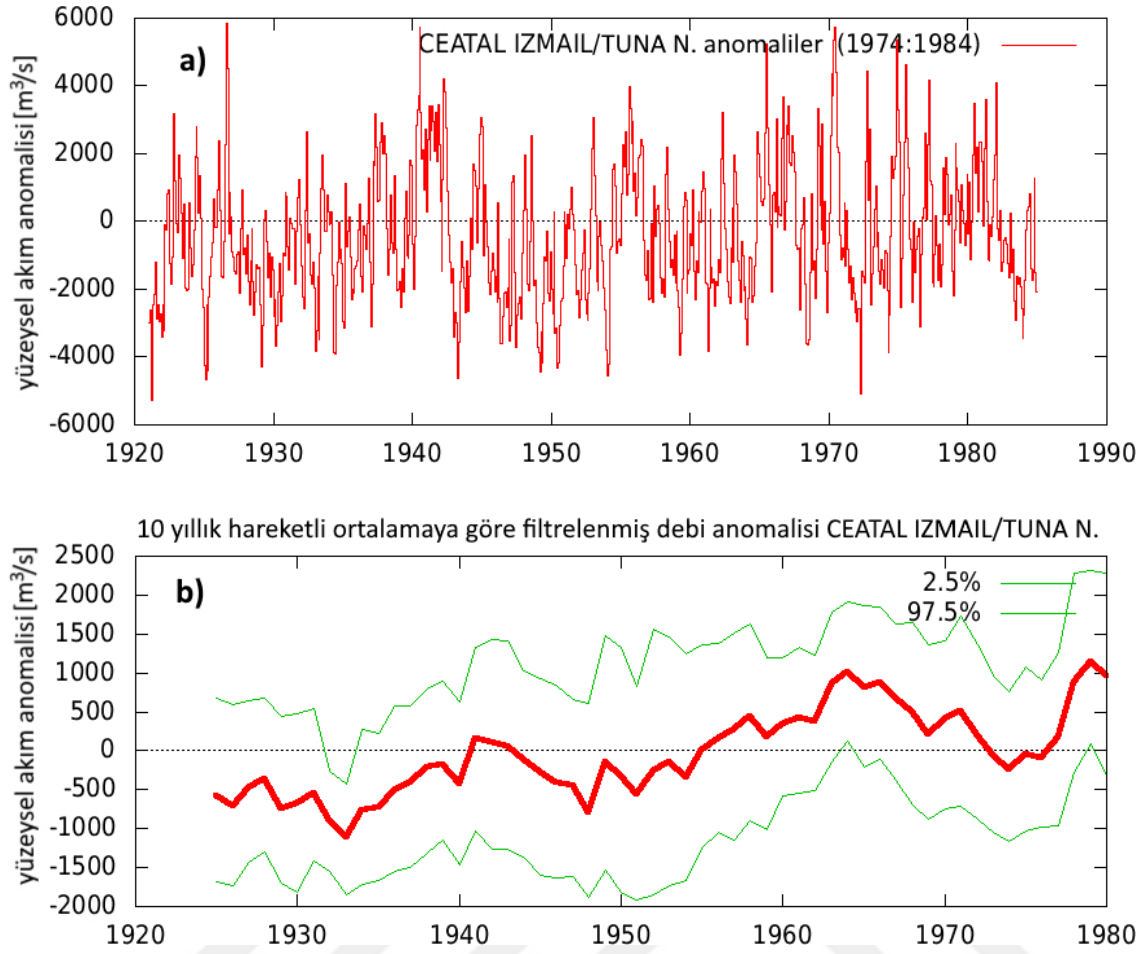 a)
CEATAL IZMAIL/TUNA N. anomaliler (1974:1984)
yüzeysel akım anomalisi [m³/s]
6000
4000
2000
0
-2000
-4000
-6000
1920 1930 1940 1950 1960 1970 1980 1990
10 yıllık hareketli ortalamaya göre filtrelenmiş debi anomalisi CEATAL IZMAIL/TUNA N.
b)
2.5%
97.5%
yüzeysel akım anomalisi [m³/s]
2500
2000
1500
1000
500
0
-500
-1000
-1500
-2000
1920 1930 1940 1950 1960 1970 1980